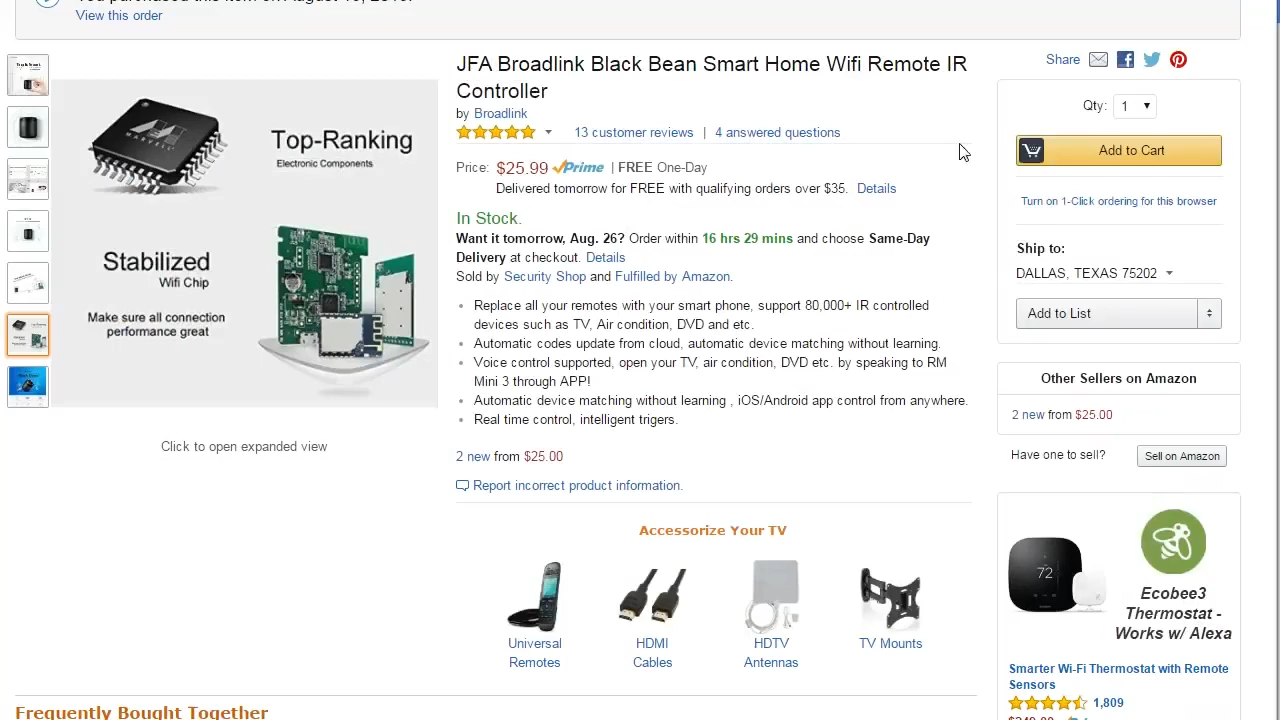 View this order
JFA Broadlink Black Bean Smart Home Wifi Remote IR
Controller
by Broadlink
13 customer reviews | 4 answered questions
Price: $25.99 Prime | FREE One-Day
Delivered tomorrow for FREE with qualifying orders over $35. Details
In Stock.
Want it tomorrow, Aug. 26? Order within 16 hrs 29 mins and choose Same-Day
Delivery at checkout. Details
Sold by Security Shop and Fulfilled by Amazon.
Replace all your remotes with your smart phone, support 80,000+ IR controlled
devices such as TV, Air condition, DVD and etc.
Automatic codes update from cloud, automatic device matching without learning.
Voice control supported, open your TV, air condition, DVD etc. by speaking to RM
Mini 3 through APP!
Automatic device matching without learning , iOS/Android app control from anywhere.
Real time control, intelligent trigers.
2 new from $25.00
Report incorrect product information.
Top-Ranking
Electronic Components
Stabilized
Wifi Chip
Make sure all connection
performance great
Click to open expanded view
Accessorize Your TV
Universal
Remotes
HDMI
Cables
HDTV
Antennas
TV Mounts
Frequently Bought Together
Share
Qty: 1
Add to Cart
Turn on 1-Click ordering for this browser
Ship to:
DALLAS, TEXAS 75202
Add to List
Other Sellers on Amazon
2 new from $25.00
Have one to sell?
Sell on Amazon
72
Ecobee3
Thermostat -
Works w/ Alexa
Smarter Wi-Fi Thermostat with Remote
Sensors
1,809